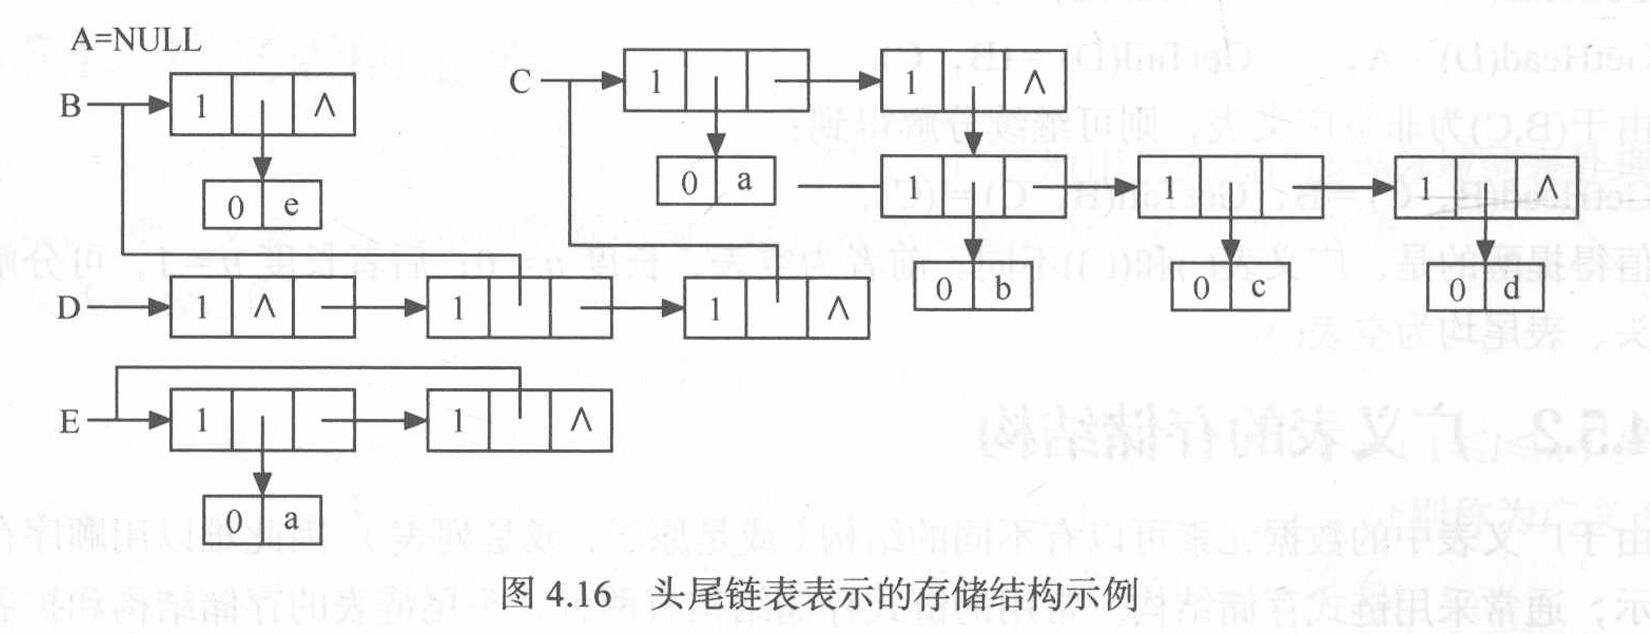 A=NULL
B 1 ∧
0 e
C 1 1 ∧
0 a 1 1 1 ∧
0 b 0 c 0 d
D 1 ∧ 1 1 ∧
E 1 1 ∧
0 a
图 4.16 头尾链表表示的存储结构示例